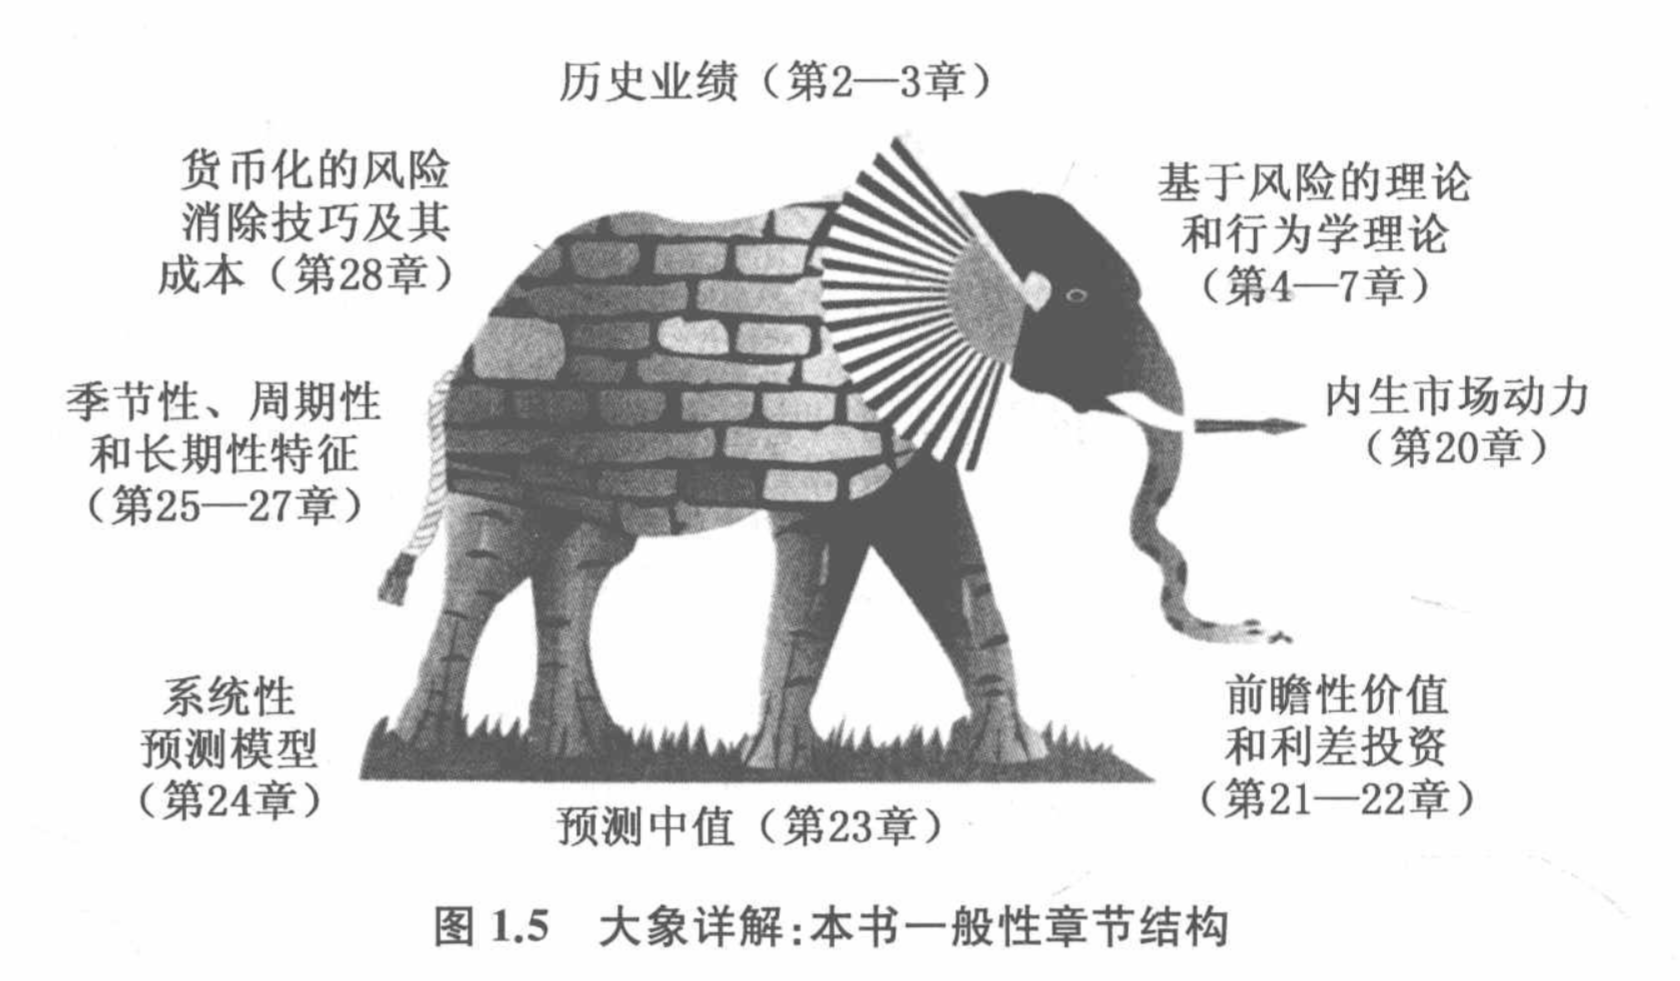 历史业绩（第2—3章）
货币化的风险
消除技巧及其
成本（第28章）
基于风险的理论
和行为学理论
（第4—7章）
季节性、周期性
和长期性特征
（第25—27章）
内生市场动力
（第20章）
系统性
预测模型
（第24章）
前瞻性价值
和利差投资
（第21—22章）
预测中值（第23章）
图 1.5 大象详解：本书一般性章节结构